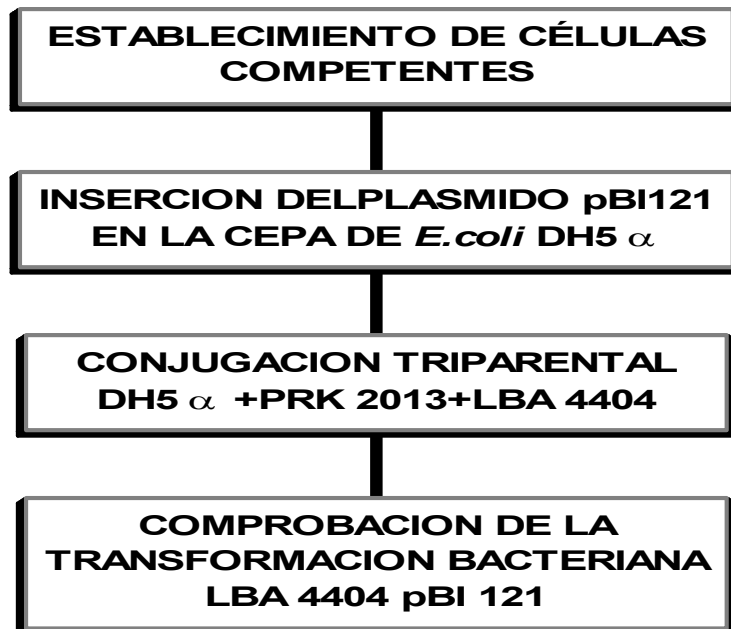 ESTABLECIMIENTO DE CÉLULAS
COMPETENTES
INSERCION DELPLASMIDO pBI121
EN LA CEPA DE E.coli DH5 α
CONJUGACION TRIPARENTAL
DH5 α +PRK 2013+LBA 4404
COMPROBACION DE LA
TRANSFORMACION BACTERIANA
LBA 4404 pBI 121